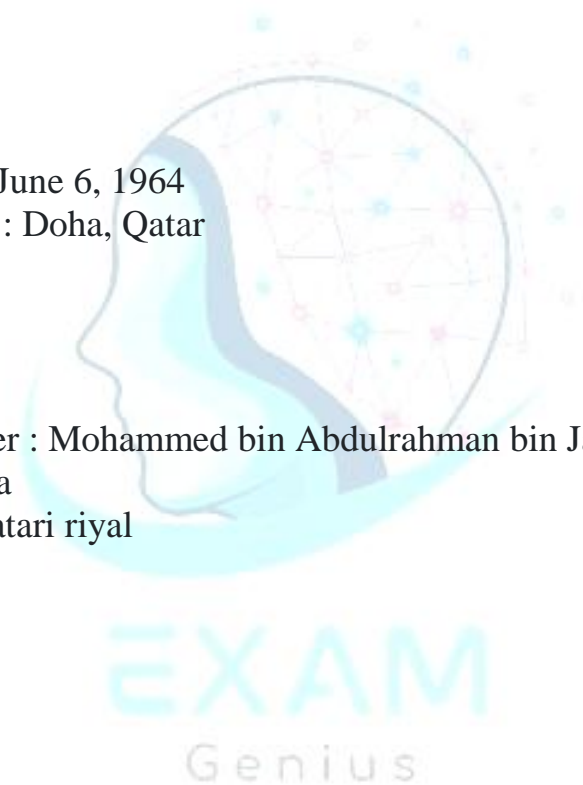 June 6, 1964
: Doha, Qatar
er : Mohammed bin Abdulrahman bin J
a
atari riyal
EXAM
Genius